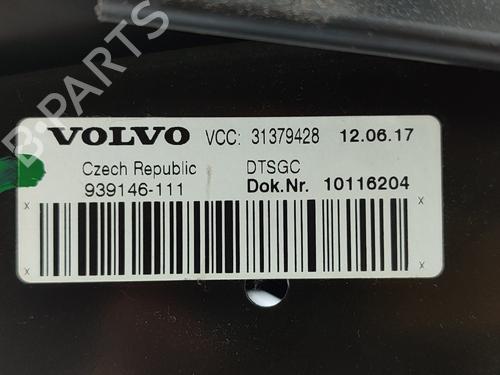 B-PARTS
VOLVO VCC: 31379428 12.06.17
Czech Republic DTSGC
939146-111 Dok.Nr. 10116204
x x
x x